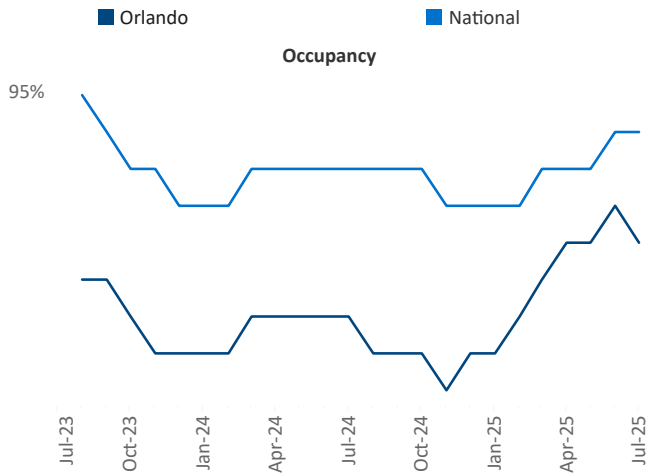 Orlando
National
Occupancy
95%
Jul-23
Oct-23
Jan-24
Apr-24
Jul-24
Oct-24
Jan-25
Apr-25
Jul-25